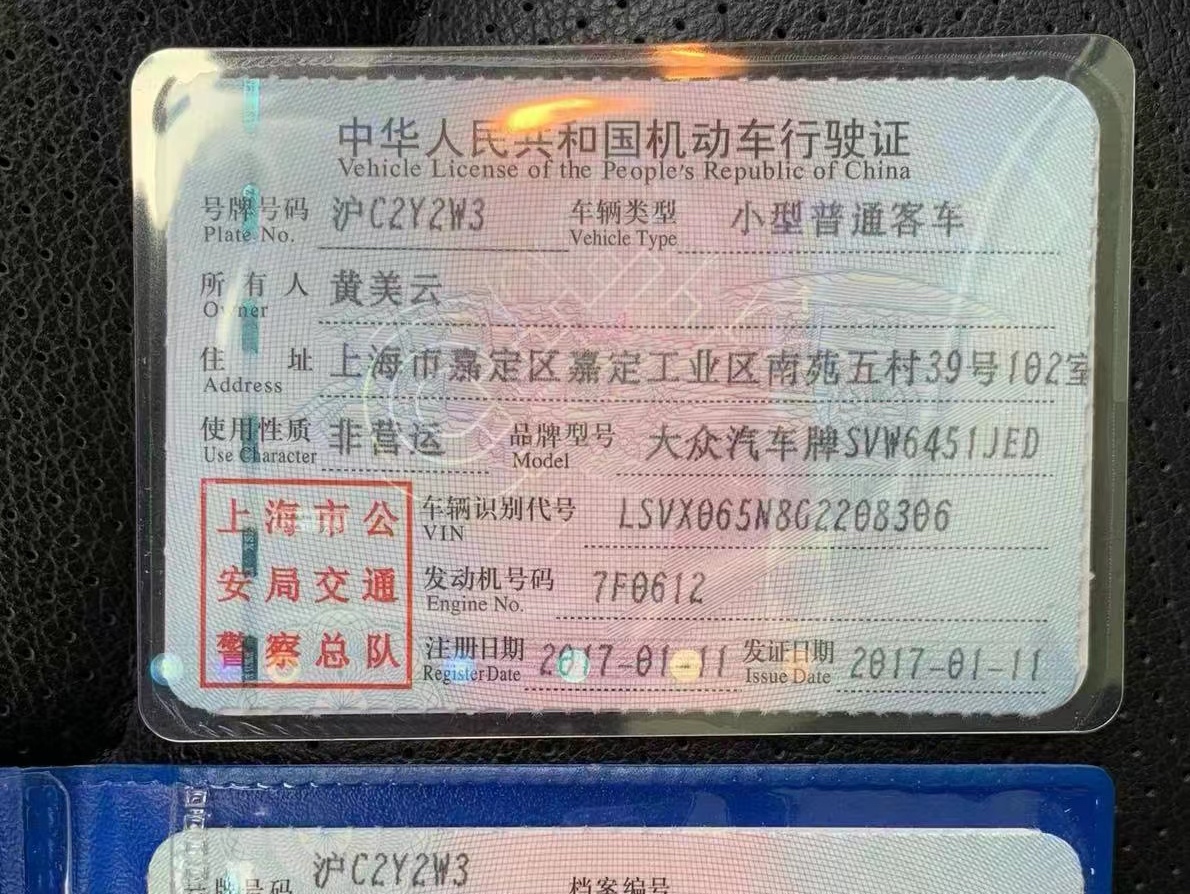 中华人民共和国机动车行驶证
Vehicle License of the People's Republic of China
号牌号码 沪C2Y2W3 车辆类型 小型普通客车
Plate No. Vehicle Type
所有人 黄美云
Owner
住址 上海市嘉定区嘉定工业区南苑五村39号102室
Address
使用性质 非营运 品牌型号 大众汽车牌SVW6451JED
Use Character Model
上海市公
安局交通
警察总队
车辆识别代号 LSVX065N8G2208306
VIN
发动机号码 7F0612
Engine No.
注册日期 2017-01-11 发证日期 2017-01-11
Register Date Issue Date
沪C2Y2W3
号牌号码 档案编号